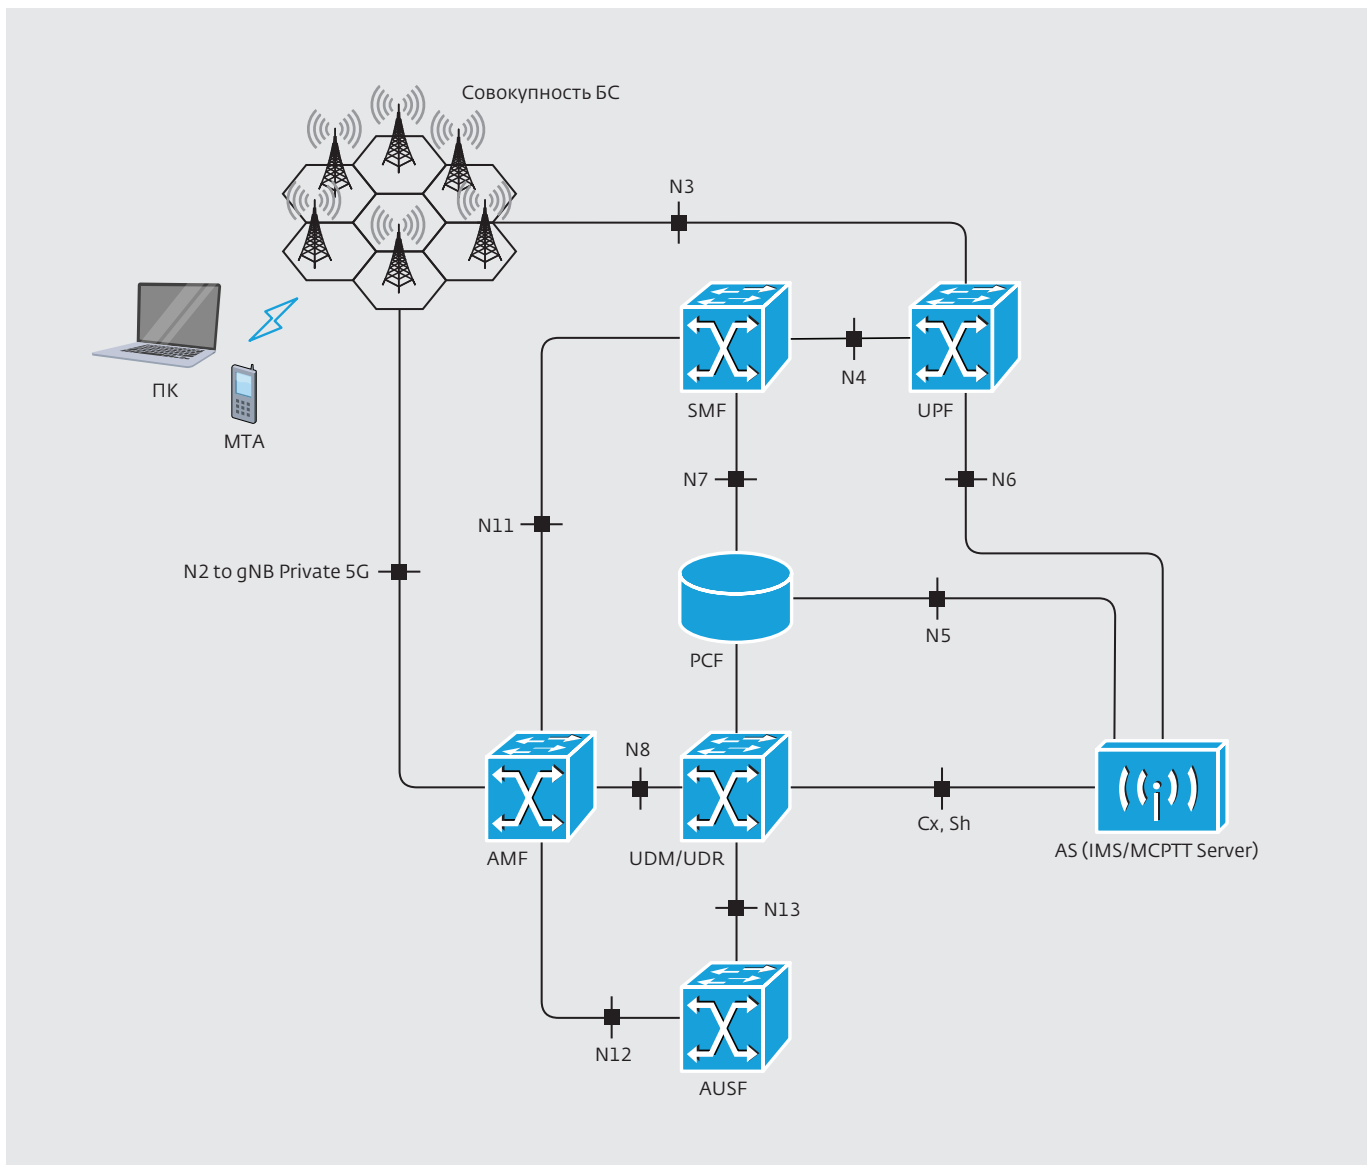 Совокупность БС
N3
ПК
МТА
SMF
N4
UPF
N7
N6
N11
N2 to gNB Private 5G
N5
PCF
N8
Cx, Sh
AMF
UDM/UDR
AS (IMS/MCPTT Server)
N13
N12
AUSF